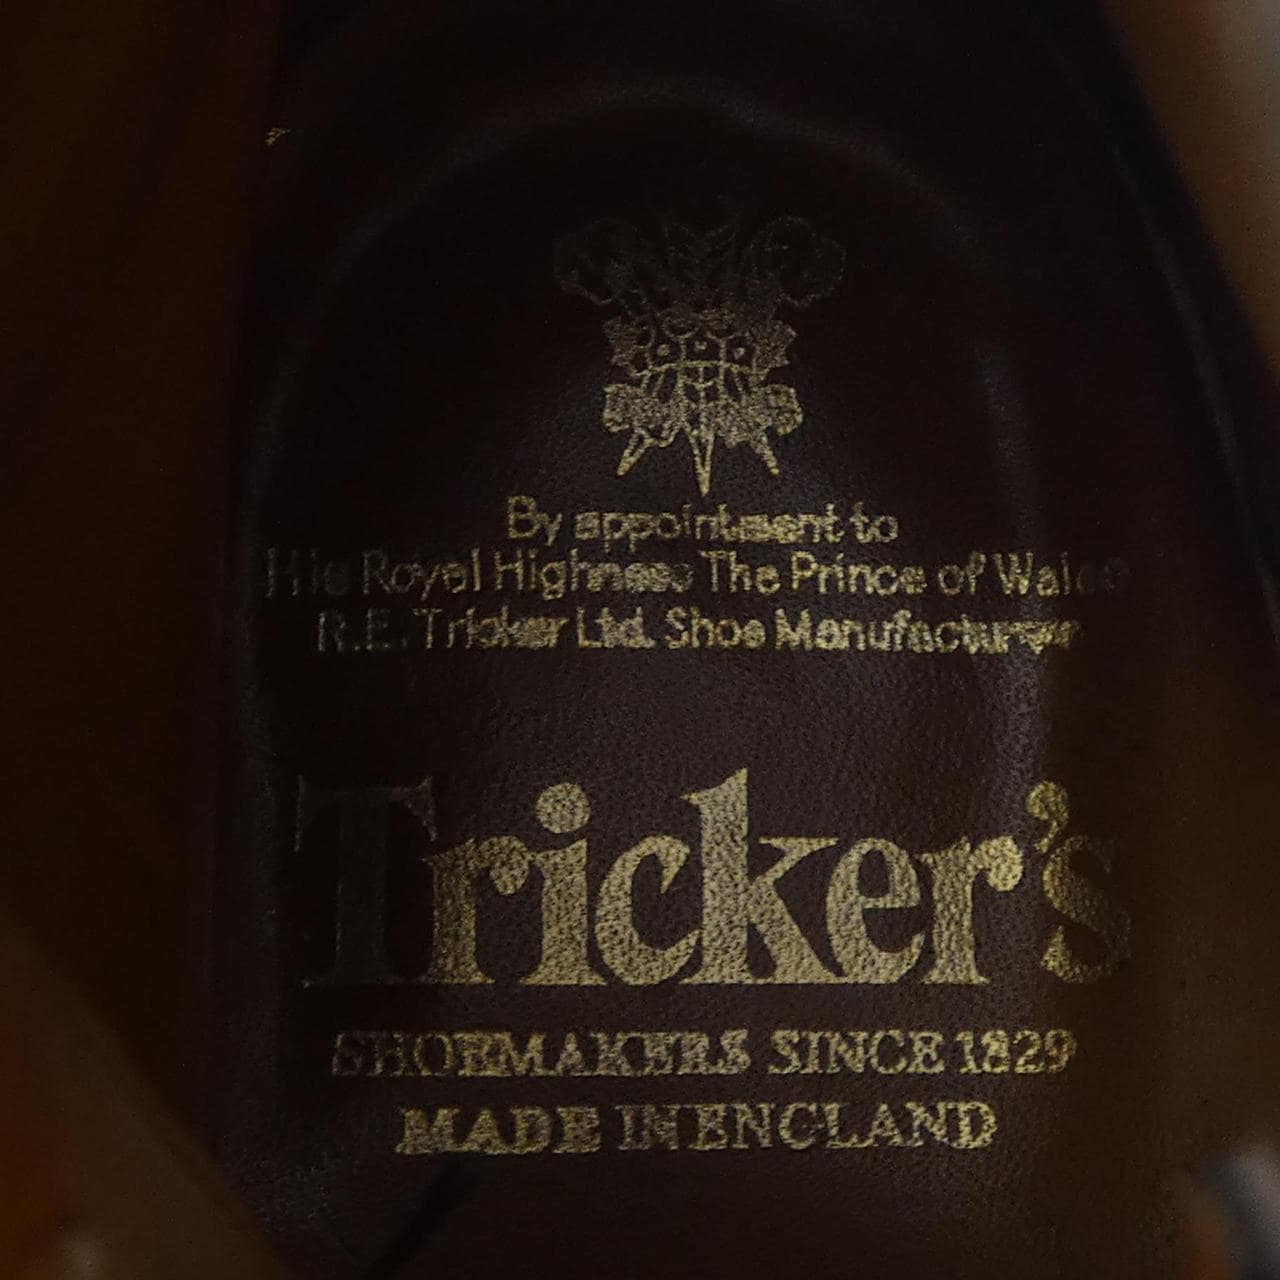 By appointment to
His Royal Highness The Prince of Wales
R.E. Tricker Ltd. Shoe Manufacturers
Tricker's
SHOEMAKERS SINCE 1829
MADE IN ENGLAND